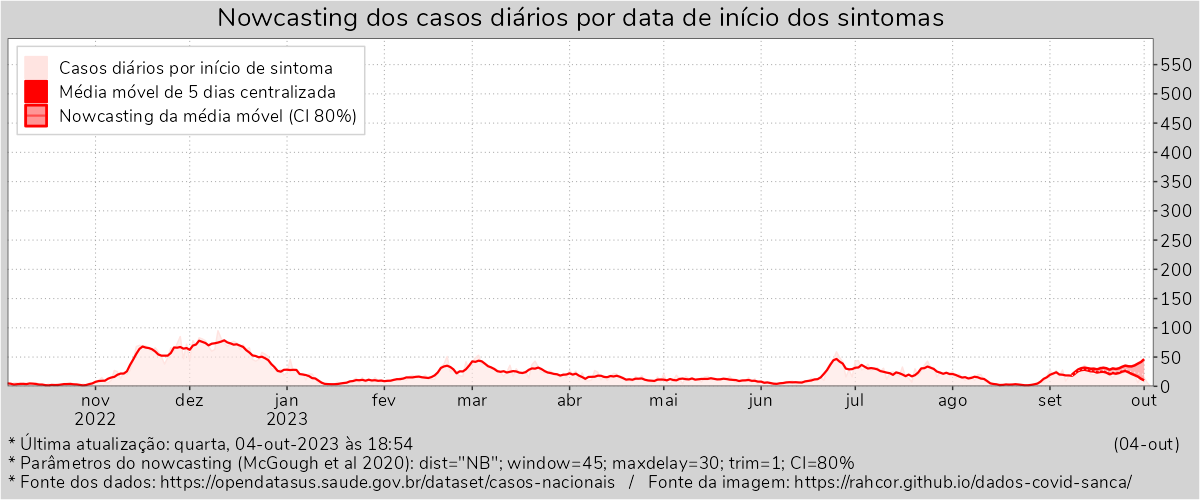 Nowcasting dos casos diários por data de início dos sintomas
Casos diários por início de sintoma
Média móvel de 5 dias centralizada
Nowcasting da média móvel (CI 80%)
550
500
450
400
350
300
250
200
150
100
50
0
nov dez jan fev mar abr mai jun jul ago set out
2022 2023
* Última atualização: quarta, 04-out-2023 às 18:54 (04-out)
* Parâmetros do nowcasting (McGough et al 2020): dist="NB"; window=45; maxdelay=30; trim=1; CI=80%
* Fonte dos dados: https://opendatasus.saude.gov.br/dataset/casos-nacionais / Fonte da imagem: https://rahcor.github.io/dados-covid-sanca/